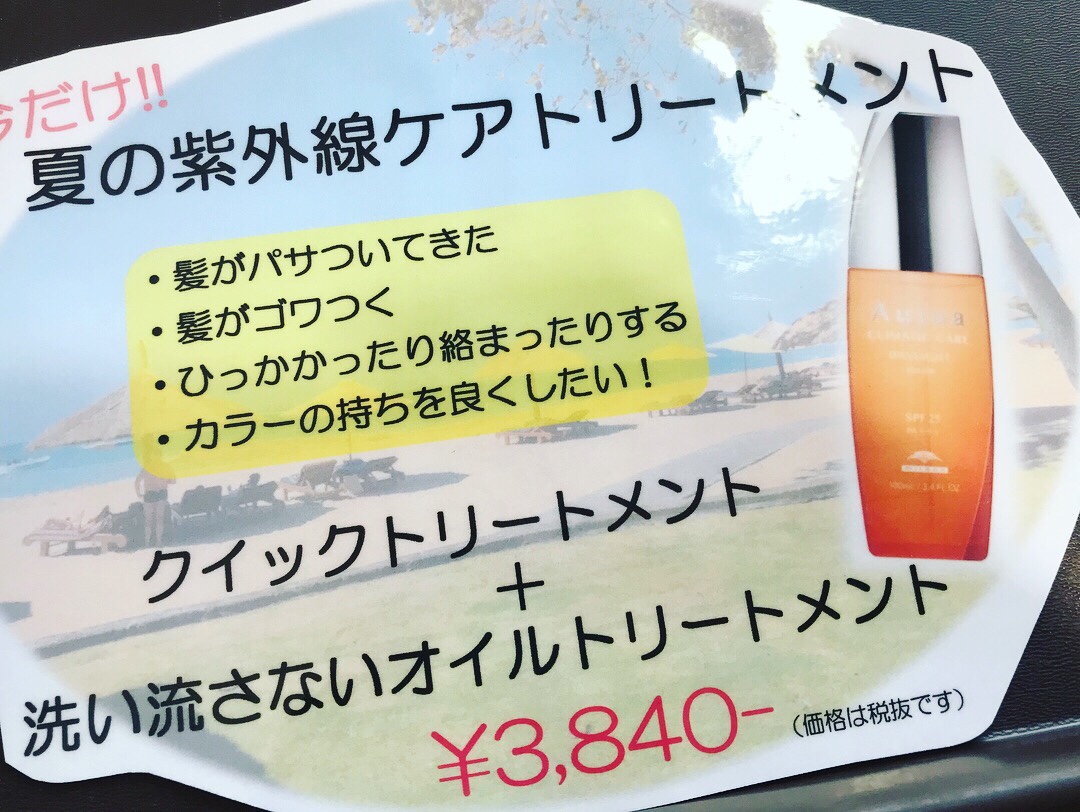 今だけ!!
夏の紫外線ケアトリートメント
・髪がパサついてきた
・髪がゴワつく
・ひっかかったり絡まったりする
・カラーの持ちを良くしたい！
クイックトリートメント
+
洗い流さないオイルトリートメント
¥3,840-
（価格は税抜です）
SPF 25